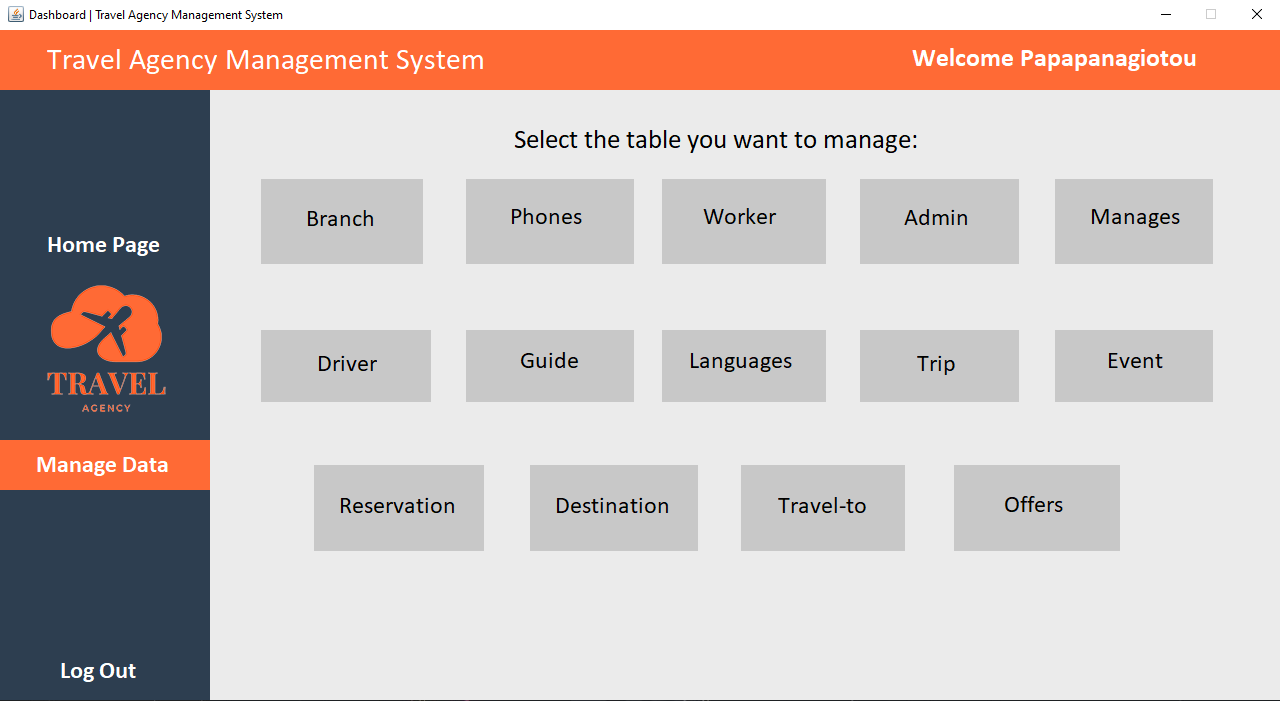 Dashboard | Travel Agency Management System
Travel Agency Management System
Welcome Papapanagiotou
Select the table you want to manage:
Branch
Phones
Worker
Admin
Manages
Home Page
TRAVEL
AGENCY
Driver
Guide
Languages
Trip
Event
Manage Data
Reservation
Destination
Travel-to
Offers
Log Out